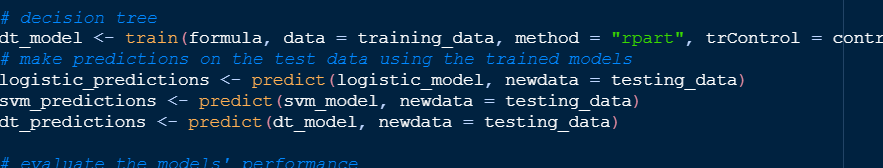 # decision tree
dt_model <- train(formula, data = training_data, method = "rpart", trControl = contr
# make predictions on the test data using the trained models
logistic_predictions <- predict(logistic_model, newdata = testing_data)
svm_predictions <- predict(svm_model, newdata = testing_data)
dt_predictions <- predict(dt_model, newdata = testing_data)
# evaluate the models' performance